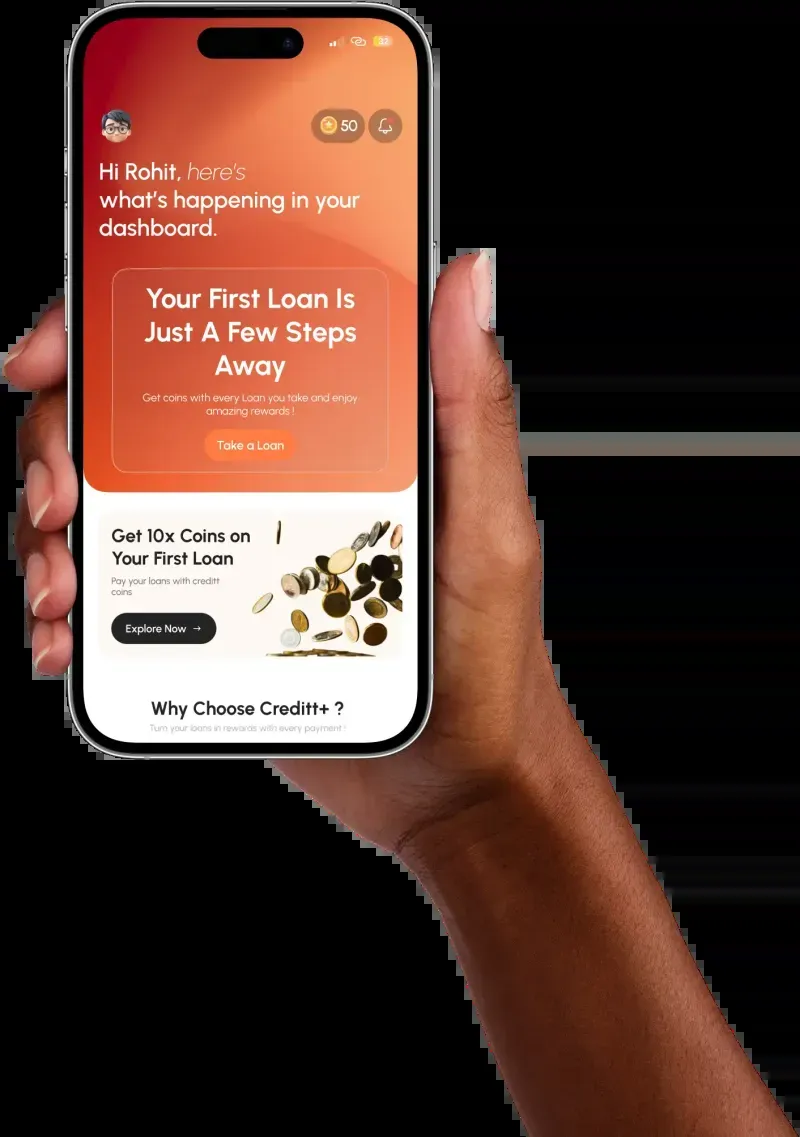 32
50
Hi Rohit, here's
what's happening in your
dashboard.
Your First Loan Is
Just A Few Steps
Away
Get coins with every Loan you take and enjoy
amazing rewards !
Take a Loan
Get 10x Coins on
Your First Loan
Pay your loans with creditt
coins
Explore Now →
Why Choose Creditt+ ?
Turn your loans in rewards with every payment !